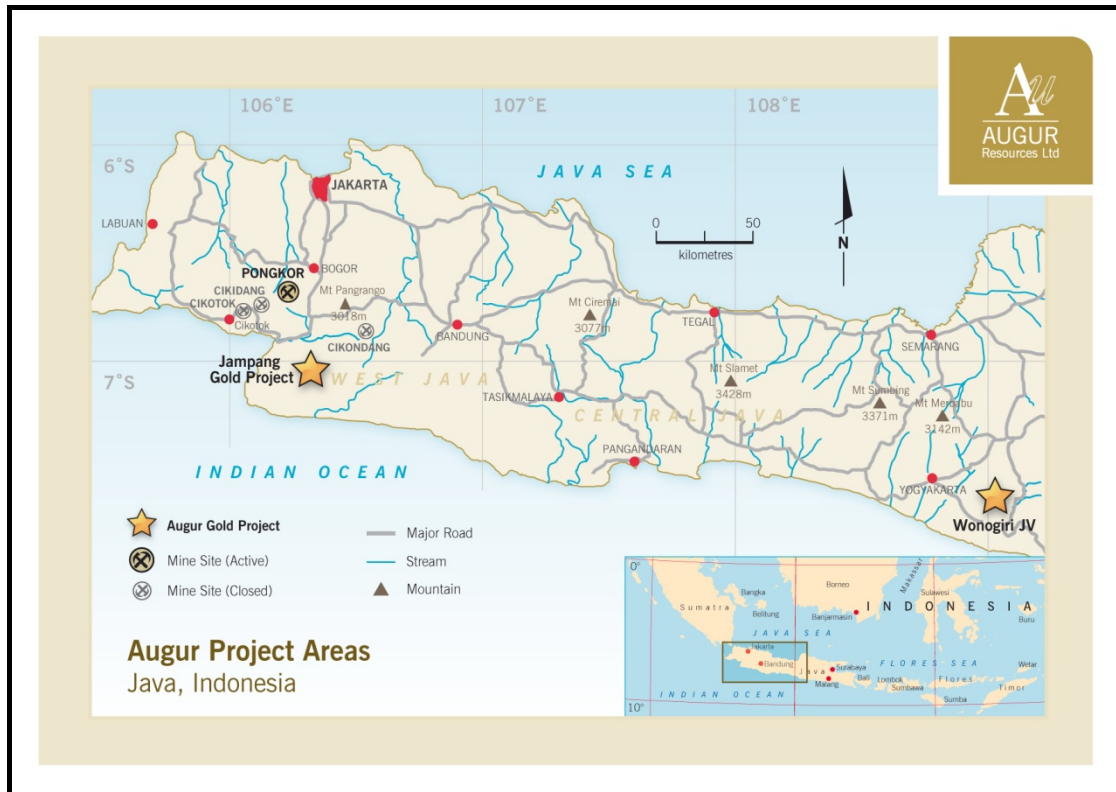 106°E
107°E
108°E
Au
AUGUR
Resources Ltd
6°S
JAVA SEA
JAKARTA
LABUAN
0
50
kilometres
N
PONGKOR
BOGOR
CIKIDANG
CIKOTOK
Cikotok
Mt Pangrango
3018m
CIKONDANG
BANDUNG
Mt Ciremai
3077m
TEGAL
SEMARANG
7°S
Jampang
Gold Project
WEST JAVA
Mt Slamet
3428m
Mt Sumbing
3371m
Mt Merbabu
3142m
TASIKMALAYA
CENTRAL JAVA
PANGANDARAN
INDIAN OCEAN
YOGYAKARTA
Wonogiri JV
Augur Gold Project
Mine Site (Active)
Mine Site (Closed)
Major Road
Stream
Mountain
Augur Project Areas
Java, Indonesia
0°
Sumatra
Bangka
Belitung
Borneo
Banjarmasin
Makassar
Sulawesi
INDONESIA
Buru
JAVA SEA
Jakarta
Bandung
Java
Surabaya
Malang
Bali
Lombok
Sumbawa
FLORES SEA
Flores
Sumba
Wetar
Timor
INDIAN OCEAN
10°